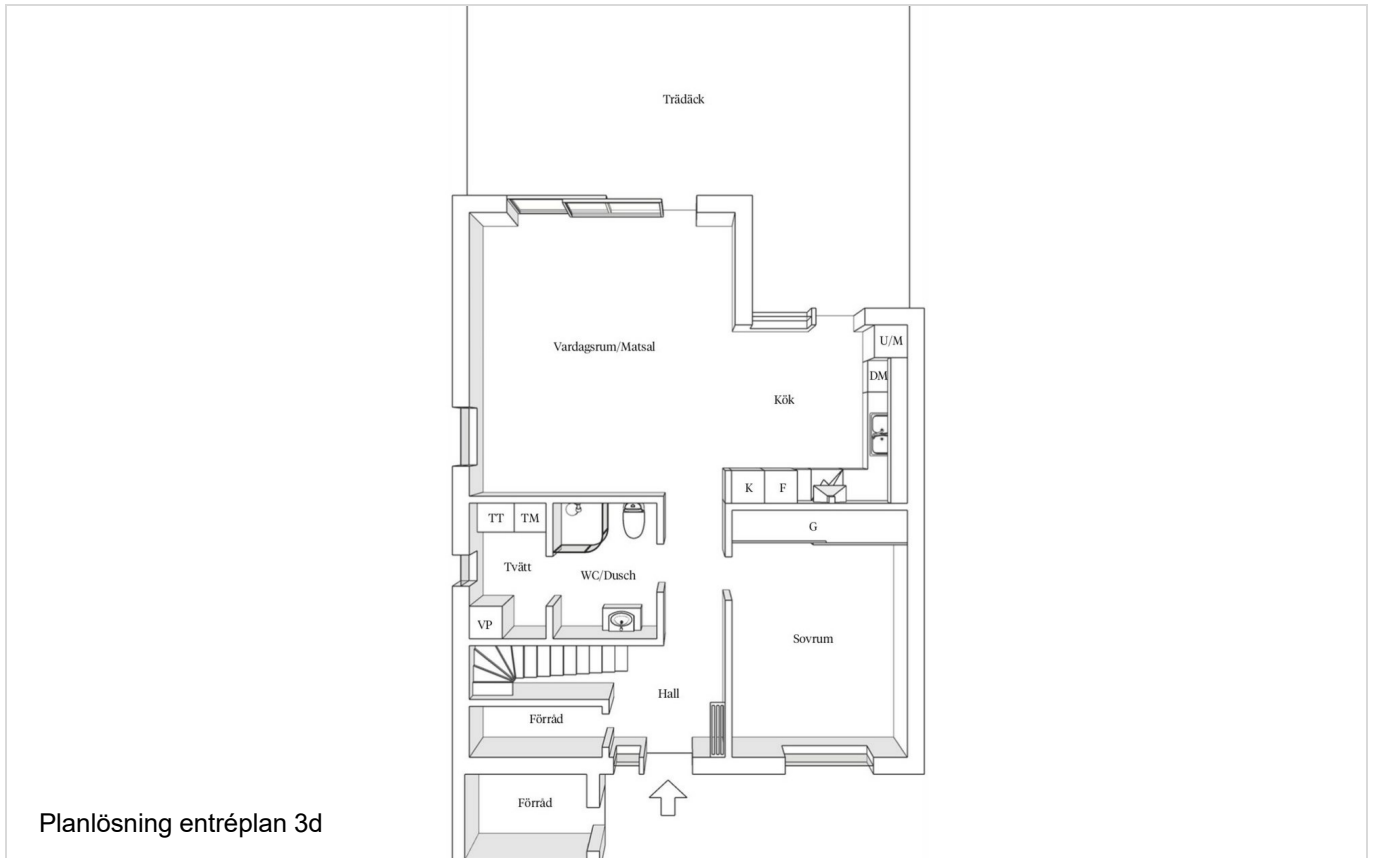 Trädäck
U/M
Vardagsrum/Matsal
DM
Kök
K
F
TT
TM
G
Tvätt
WC/Dusch
VP
Sovrum
Hall
Förråd
Förråd
Planlösning entréplan 3d